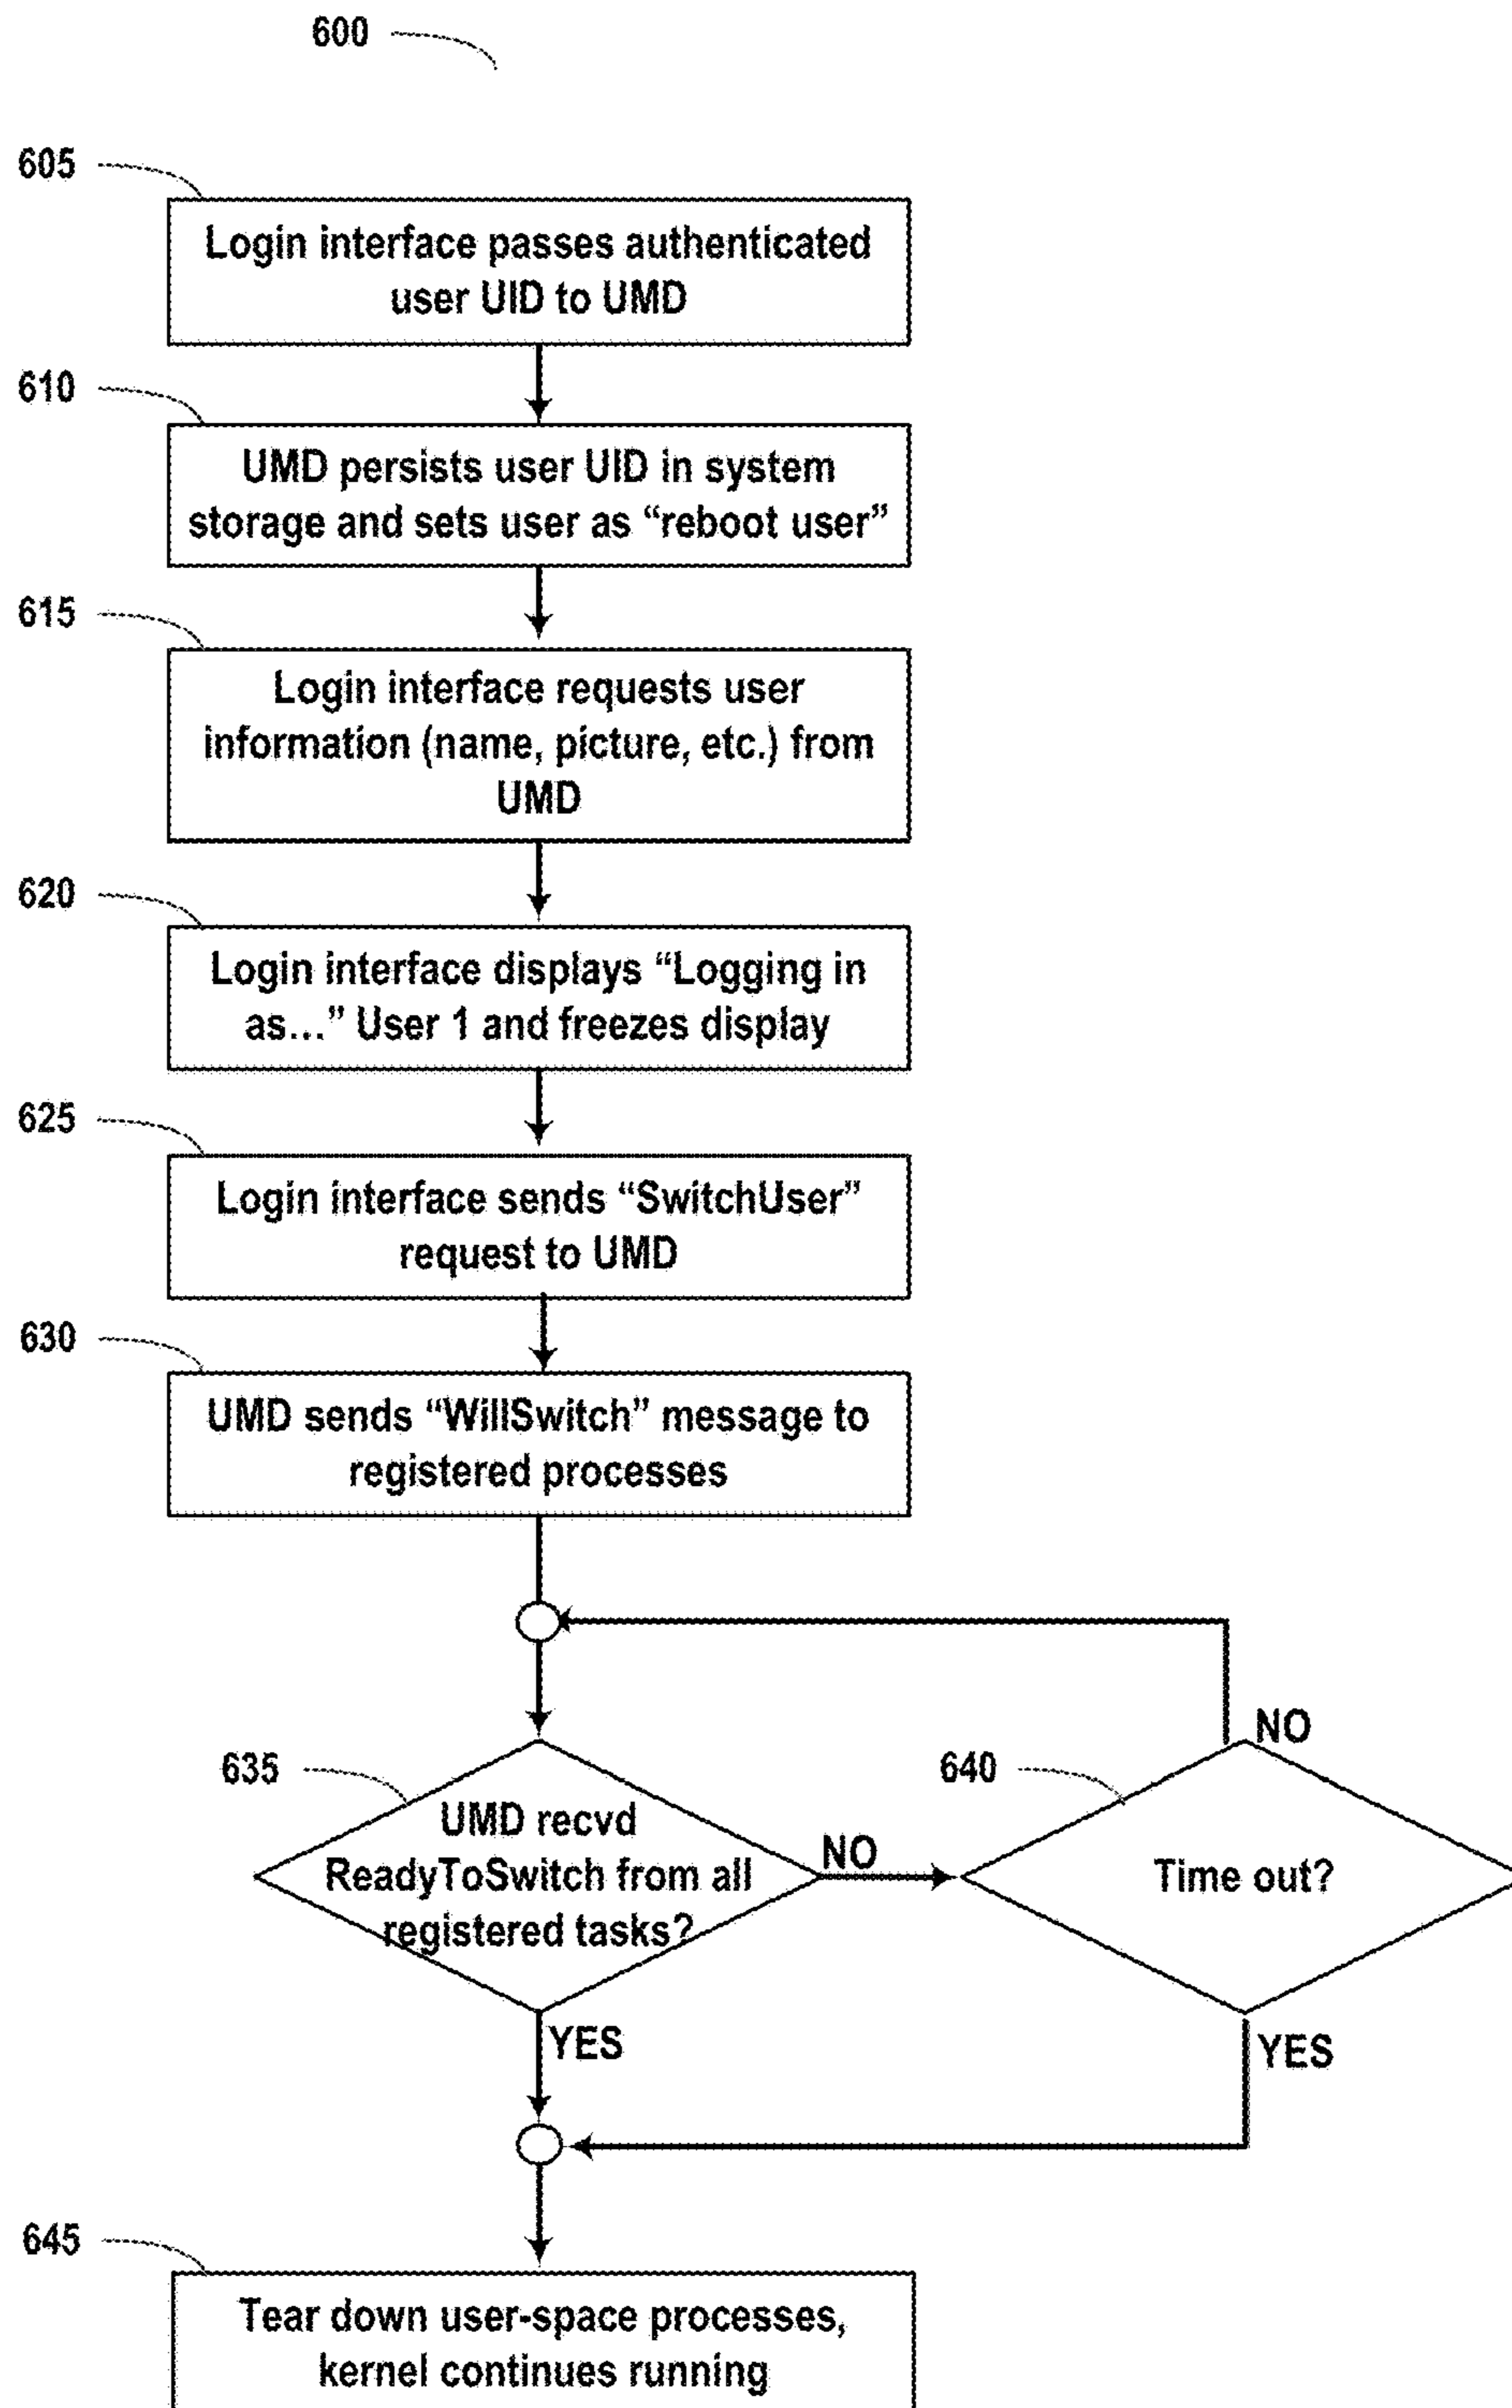 600
605
Login interface passes authenticated
user UID to UMD
610
UMD persists user UID in system
storage and sets user as “reboot user”
615
Login interface requests user
information (name, picture, etc.) from
UMD
620
Login interface displays “Logging in
as...” User 1 and freezes display
625
Login interface sends “SwitchUser”
request to UMD
630
UMD sends “WillSwitch” message to
registered processes
635
UMD recvd
ReadyToSwitch from all
registered tasks?
NO
YES
640
Time out?
NO
YES
645
Tear down user-space processes,
kernel continues running